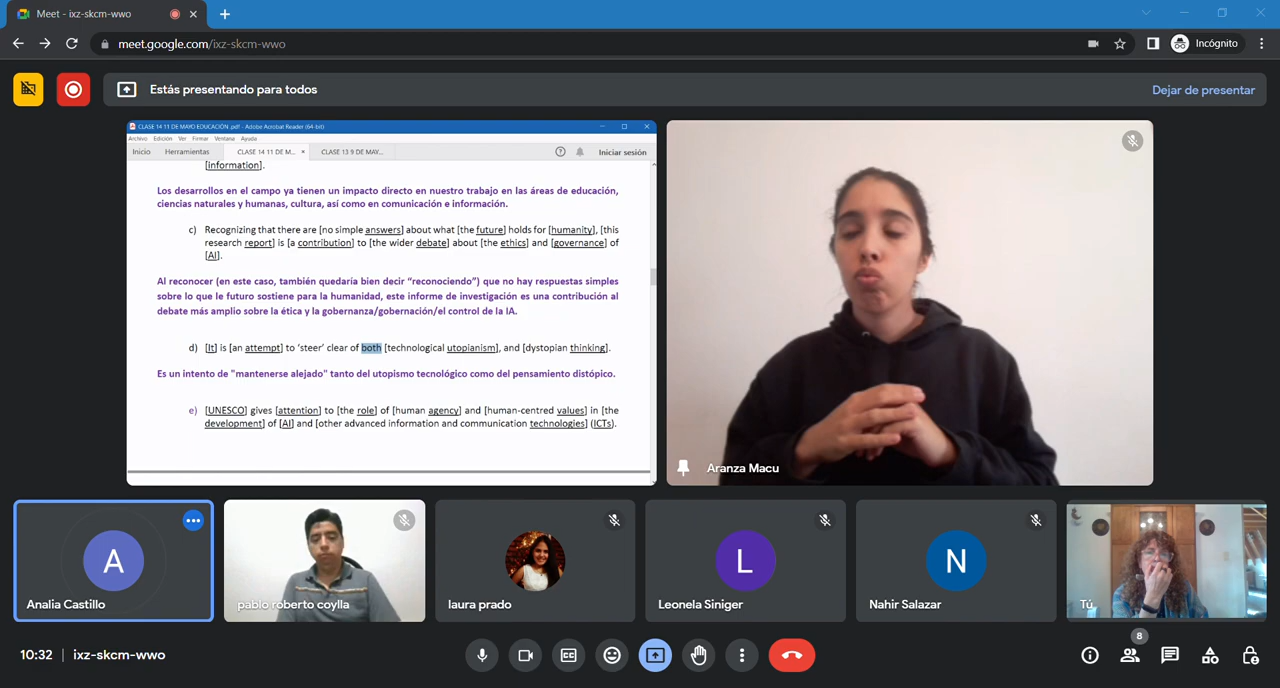 Meet - ixz-skcm-wwo
meet.google.com/ixz-skcm-wwo
Incógnito
Estás presentando para todos
Dejar de presentar
CLASE 14 11 DE MAYO EDUCACIÓN .pdf - Adobe Acrobat Reader (64-bit)
Archivo Edición Ver Firmar Ventana Ayuda
Inicio Herramientas CLASE 14 11 DE M... × CLASE 13 9 DE MAY... Iniciar sesión
[information].
Los desarrollos en el campo ya tienen un impacto directo en nuestro trabajo en las áreas de educación,
ciencias naturales y humanas, cultura, así como en comunicación e información.
c) Recognizing that there are [no simple answers] about what [the future] holds for [humanity], [this
research report] is [a contribution] to [the wider debate] about [the ethics] and [governance] of
[AI].
Al reconocer (en este caso, también quedaría bien decir “reconociendo”) que no hay respuestas simples
sobre lo que le futuro sostiene para la humanidad, este informe de investigación es una contribución al
debate más amplio sobre la ética y la gobernanza/gobernación/el control de la IA.
d) [It] is [an attempt] to ‘steer’ clear of both [technological utopianism], and [dystopian thinking].
Es un intento de "mantenerse alejado" tanto del utopismo tecnológico como del pensamiento distópico.
e) [UNESCO] gives [attention] to [the role] of [human agency] and [human-centred values] in [the
development] of [AI] and [other advanced information and communication technologies] (ICTs).
Aranza Macu
A
Analia Castillo
pablo roberto coylla
laura prado
L
Leonela Siniger
N
Nahir Salazar
Tú
10:32 | ixz-skcm-wwo
8